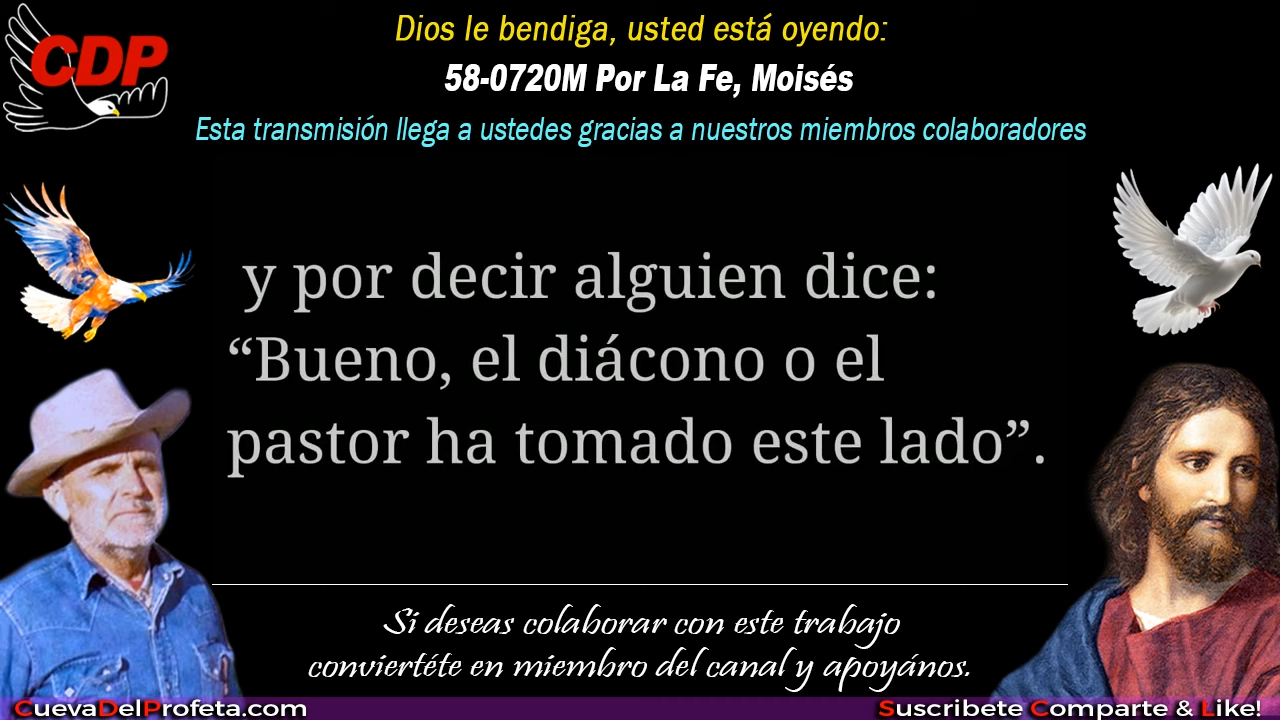 CDP
Dios le bendiga, usted está oyendo:
58-0720M Por La Fe, Moisés
Esta transmisión llega a ustedes gracias a nuestros miembros colaboradores
y por decir alguien dice:
“Bueno, el diácono o el
pastor ha tomado este lado”.
Si deseas colaborar con este trabajo
conviertéte en miembro del canal y apoyános.
CuevaDelProfeta.com
Suscribete Comparte & Like!